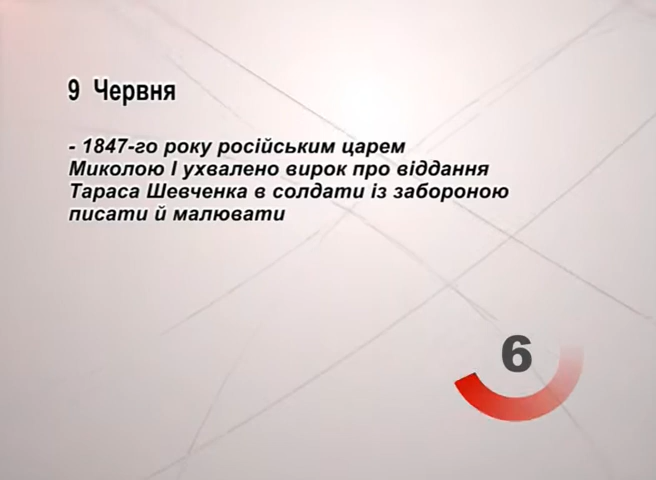 9 Червня
- 1847-го року російським царем
Миколою І ухвалено вирок про віддання
Тараса Шевченка в солдати із забороною
писати й малювати
6